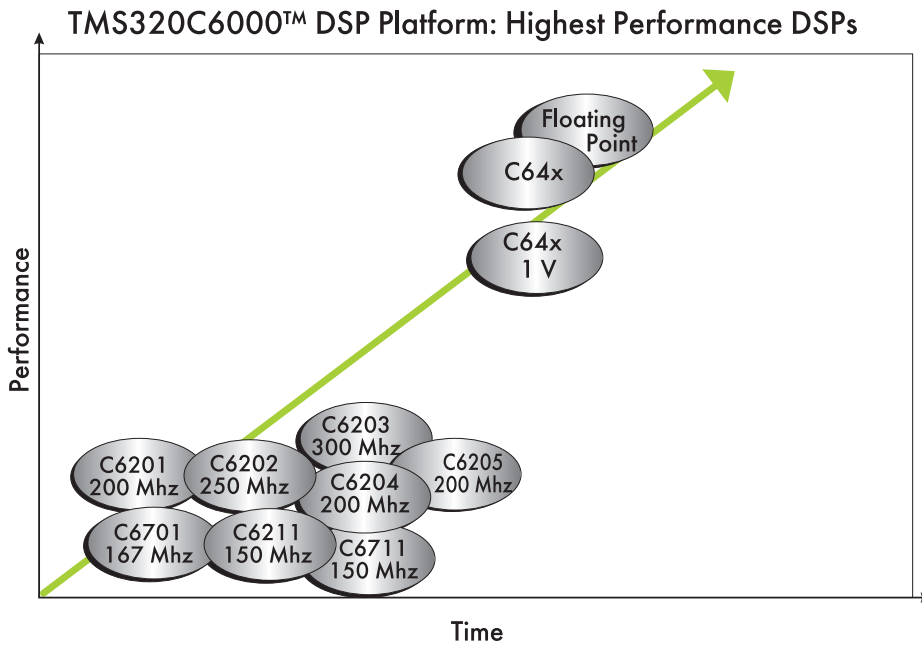 TMS320C6000™ DSP Platform: Highest Performance DSPs
Floating
Point
C64x
C64x
1 V
Performance
C6203
300 Mhz
C6201
200 Mhz
C6202
250 Mhz
C6205
200 Mhz
C6204
200 Mhz
C6701
167 Mhz
C6211
150 Mhz
C6711
150 Mhz
Time